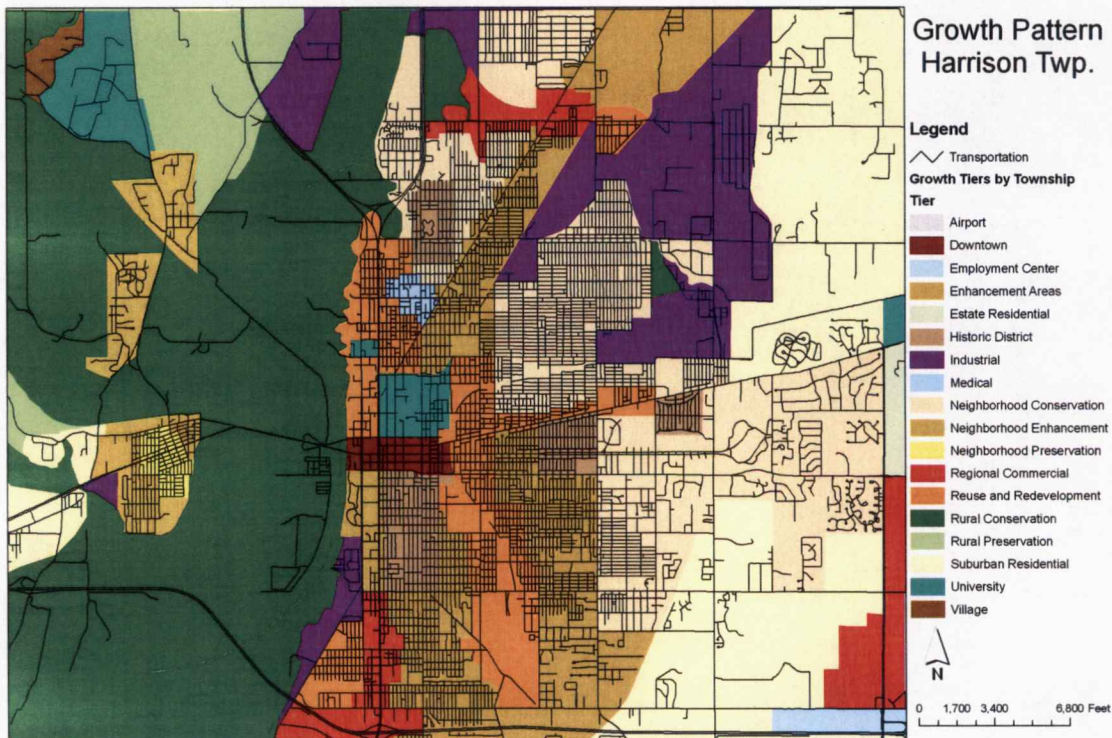 Growth Pattern
Harrison Twp.
Legend
Transportation
Growth Tiers by Township
Tier
Airport
Downtown
Employment Center
Enhancement Areas
Estate Residential
Historic District
Industrial
Medical
Neighborhood Conservation
Neighborhood Enhancement
Neighborhood Preservation
Regional Commercial
Reuse and Redevelopment
Rural Conservation
Rural Preservation
Suburban Residential
University
Village
N
0 1,700 3,400 6,800 Feet